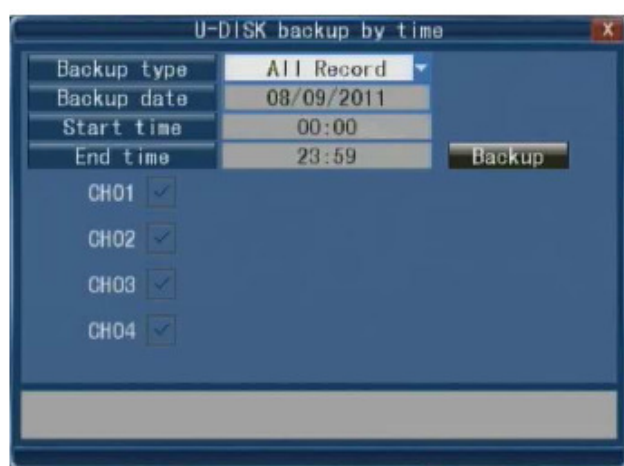 U-DISK backup by time X
Backup type All Record
Backup date 08/09/2011
Start time 00:00
End time 23:59 Backup
CH01
CH02
CH03
CH04